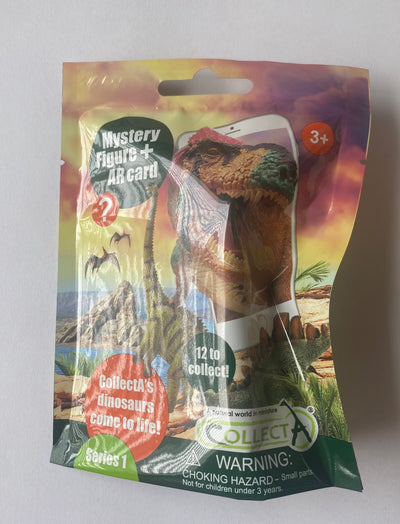 Mystery
Figure +
AR card
3+
?
12 to
collect!
CollectA's
dinosaurs
come to life!
A natural world in miniature
COLLECTA®
Series 1
WARNING:
CHOKING HAZARD – Small parts.
Not for children under 3 years.